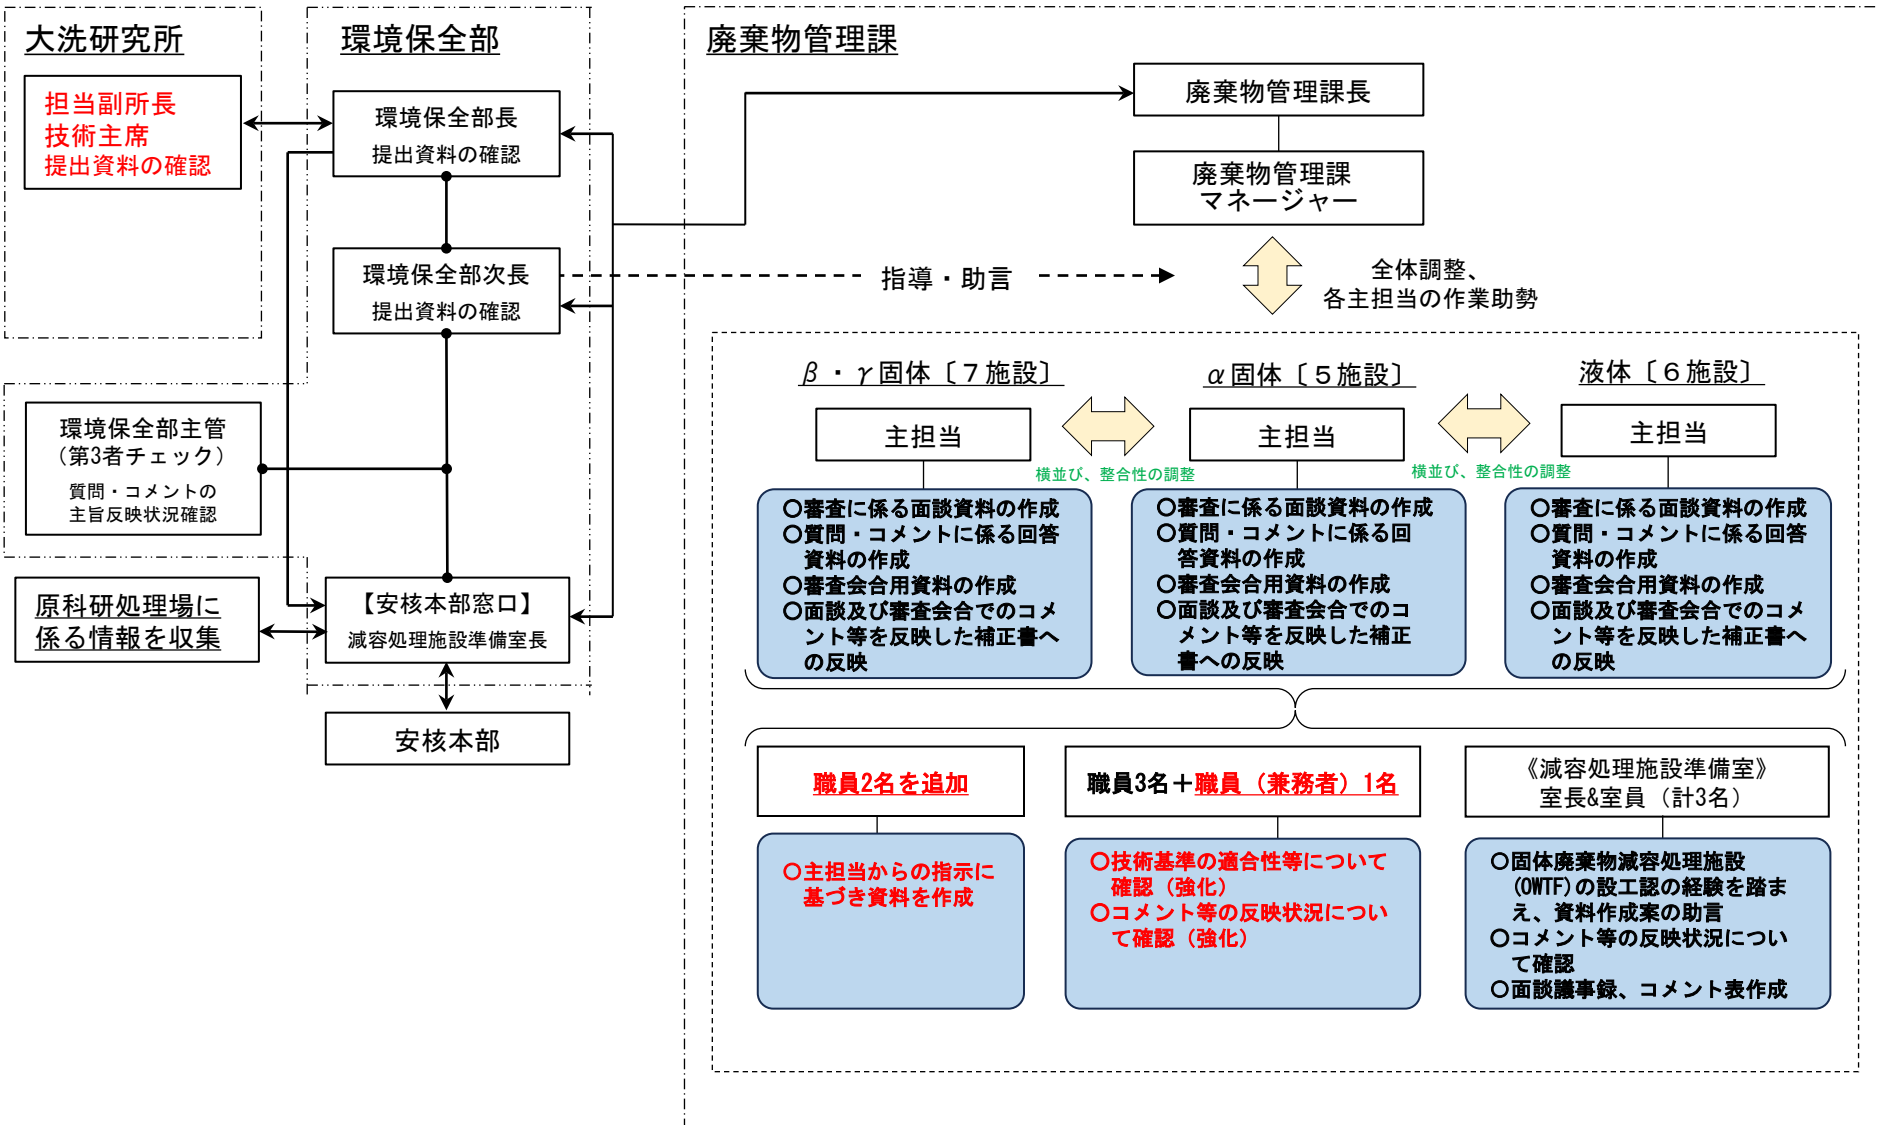 大洗研究所
担当副所長
技術主席
提出資料の確認
環境保全部
環境保全部長
提出資料の確認
環境保全部次長
提出資料の確認
環境保全部主管
(第3者チェック)
質問・コメントの
主旨反映状況確認
原科研処理場に
係る情報を収集
【安核本部窓口】
減容処理施設準備室長
安核本部
廃棄物管理課
廃棄物管理課長
廃棄物管理課
マネージャー
指導・助言
全体調整、
各主担当の作業助勢
β・γ固体〔７施設〕
主担当
○審査に係る面談資料の作成
○質問・コメントに係る回答
資料の作成
○審査会合用資料の作成
○面談及び審査会合でのコメ
ント等を反映した補正書へ
の反映
横並び、整合性の調整
α固体〔５施設〕
主担当
○審査に係る面談資料の作成
○質問・コメントに係る回
答資料の作成
○審査会合用資料の作成
○面談及び審査会合でのコ
メント等を反映した補正
書への反映
横並び、整合性の調整
液体〔６施設〕
主担当
○審査に係る面談資料の作成
○質問・コメントに係る回答
資料の作成
○審査会合用資料の作成
○面談及び審査会合でのコメ
ント等を反映した補正書へ
の反映
職員2名を追加
○主担当からの指示に
基づき資料を作成
職員3名＋職員（兼務者）1名
○技術基準の適合性等について
確認（強化）
○コメント等の反映状況につい
て確認（強化）
《減容処理施設準備室》
室長&室員（計3名）
○固体廃棄物減容処理施設
(OWTF)の設工認の経験を踏ま
え、資料作成案の助言
○コメント等の反映状況につい
て確認
○面談議事録、コメント表作成